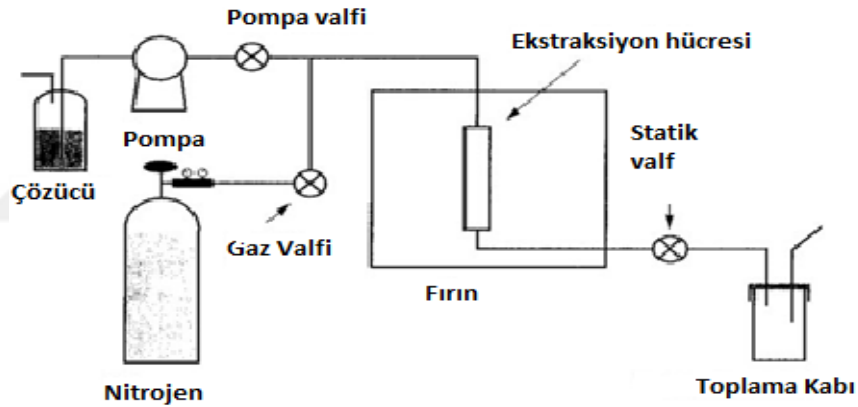 Pompa valfi
Ekstraksiyon hücresi
Statik
valf
Pompa
Çözücü
Gaz Valfi
Fırın
Nitrojen
Toplama Kabı